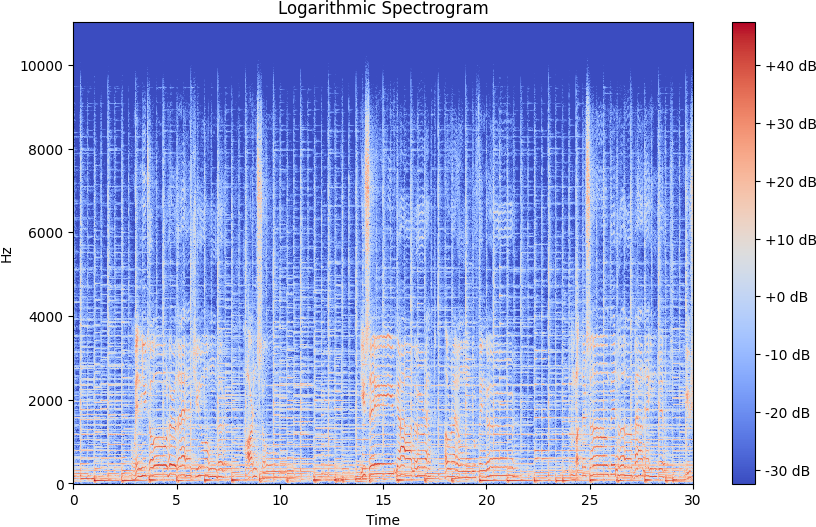 Logarithmic Spectrogram
Hz
10000
8000
6000
4000
2000
0
0 5 10 15 20 25 30
Time
+40 dB
+30 dB
+20 dB
+10 dB
+0 dB
-10 dB
-20 dB
-30 dB